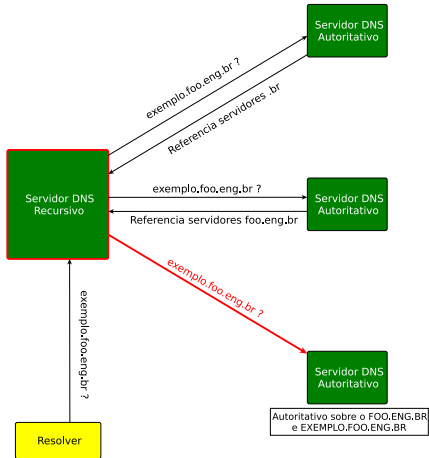 Servidor DNS
Autoritativo
exemplo.foo.eng.br ?
Referencia servidores .br
Servidor DNS
Recursivo
exemplo.foo.eng.br ?
Referencia servidores foo.eng.br
Servidor DNS
Autoritativo
exemplo.foo.eng.br ?
exemplo.foo.eng.br ?
Servidor DNS
Autoritativo
Autoritativo sobre o FOO.ENG.BR
e EXEMPLO.FOO.ENG.BR
Resolver